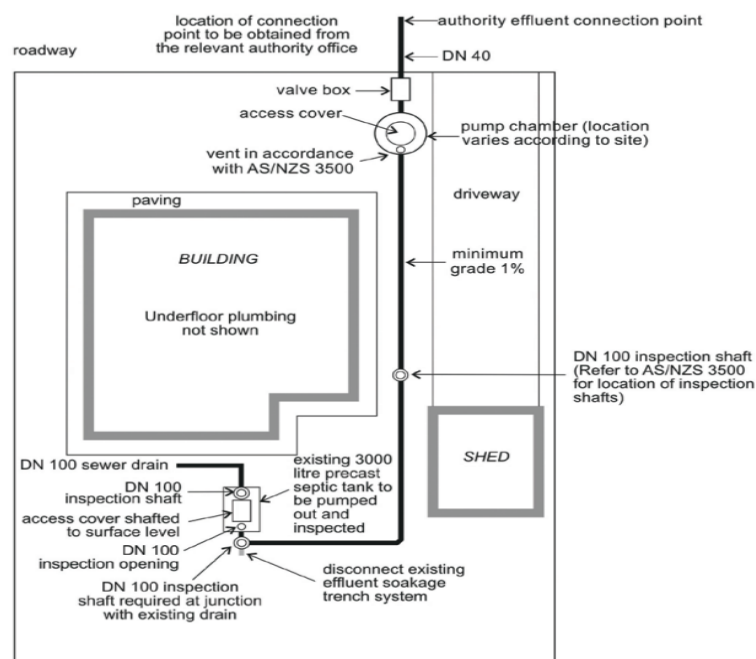 location of connection
point to be obtained from
the relevant authority office
authority effluent connection point
roadway
DN 40
valve box
access cover
pump chamber (location
varies according to site)
vent in accordance
with AS/NZS 3500
paving
driveway
BUILDING
minimum
grade 1%
Underfloor plumbing
not shown
DN 100 inspection shaft
(Refer to AS/NZS 3500
for location of inspection
shafts)
SHED
DN 100 sewer drain
existing 3000
litre precast
septic tank to
be pumped
out and
inspected
DN 100
inspection shaft
access cover shafted
to surface level
DN 100
inspection opening
disconnect existing
effluent soakage
trench system
DN 100 inspection
shaft required at junction
with existing drain